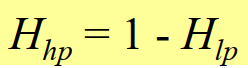 H_hp = 1 - H_lp